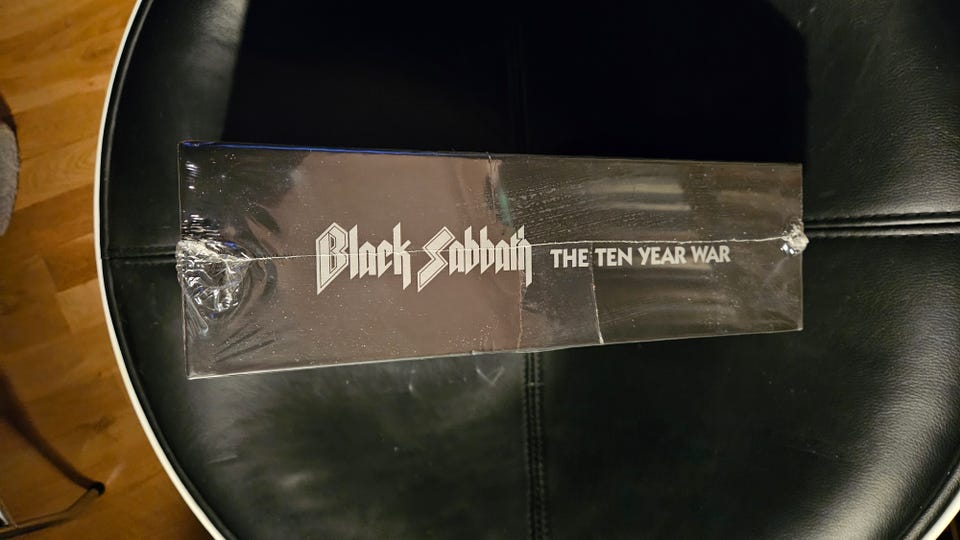 Black Sabbath THE TEN YEAR WAR